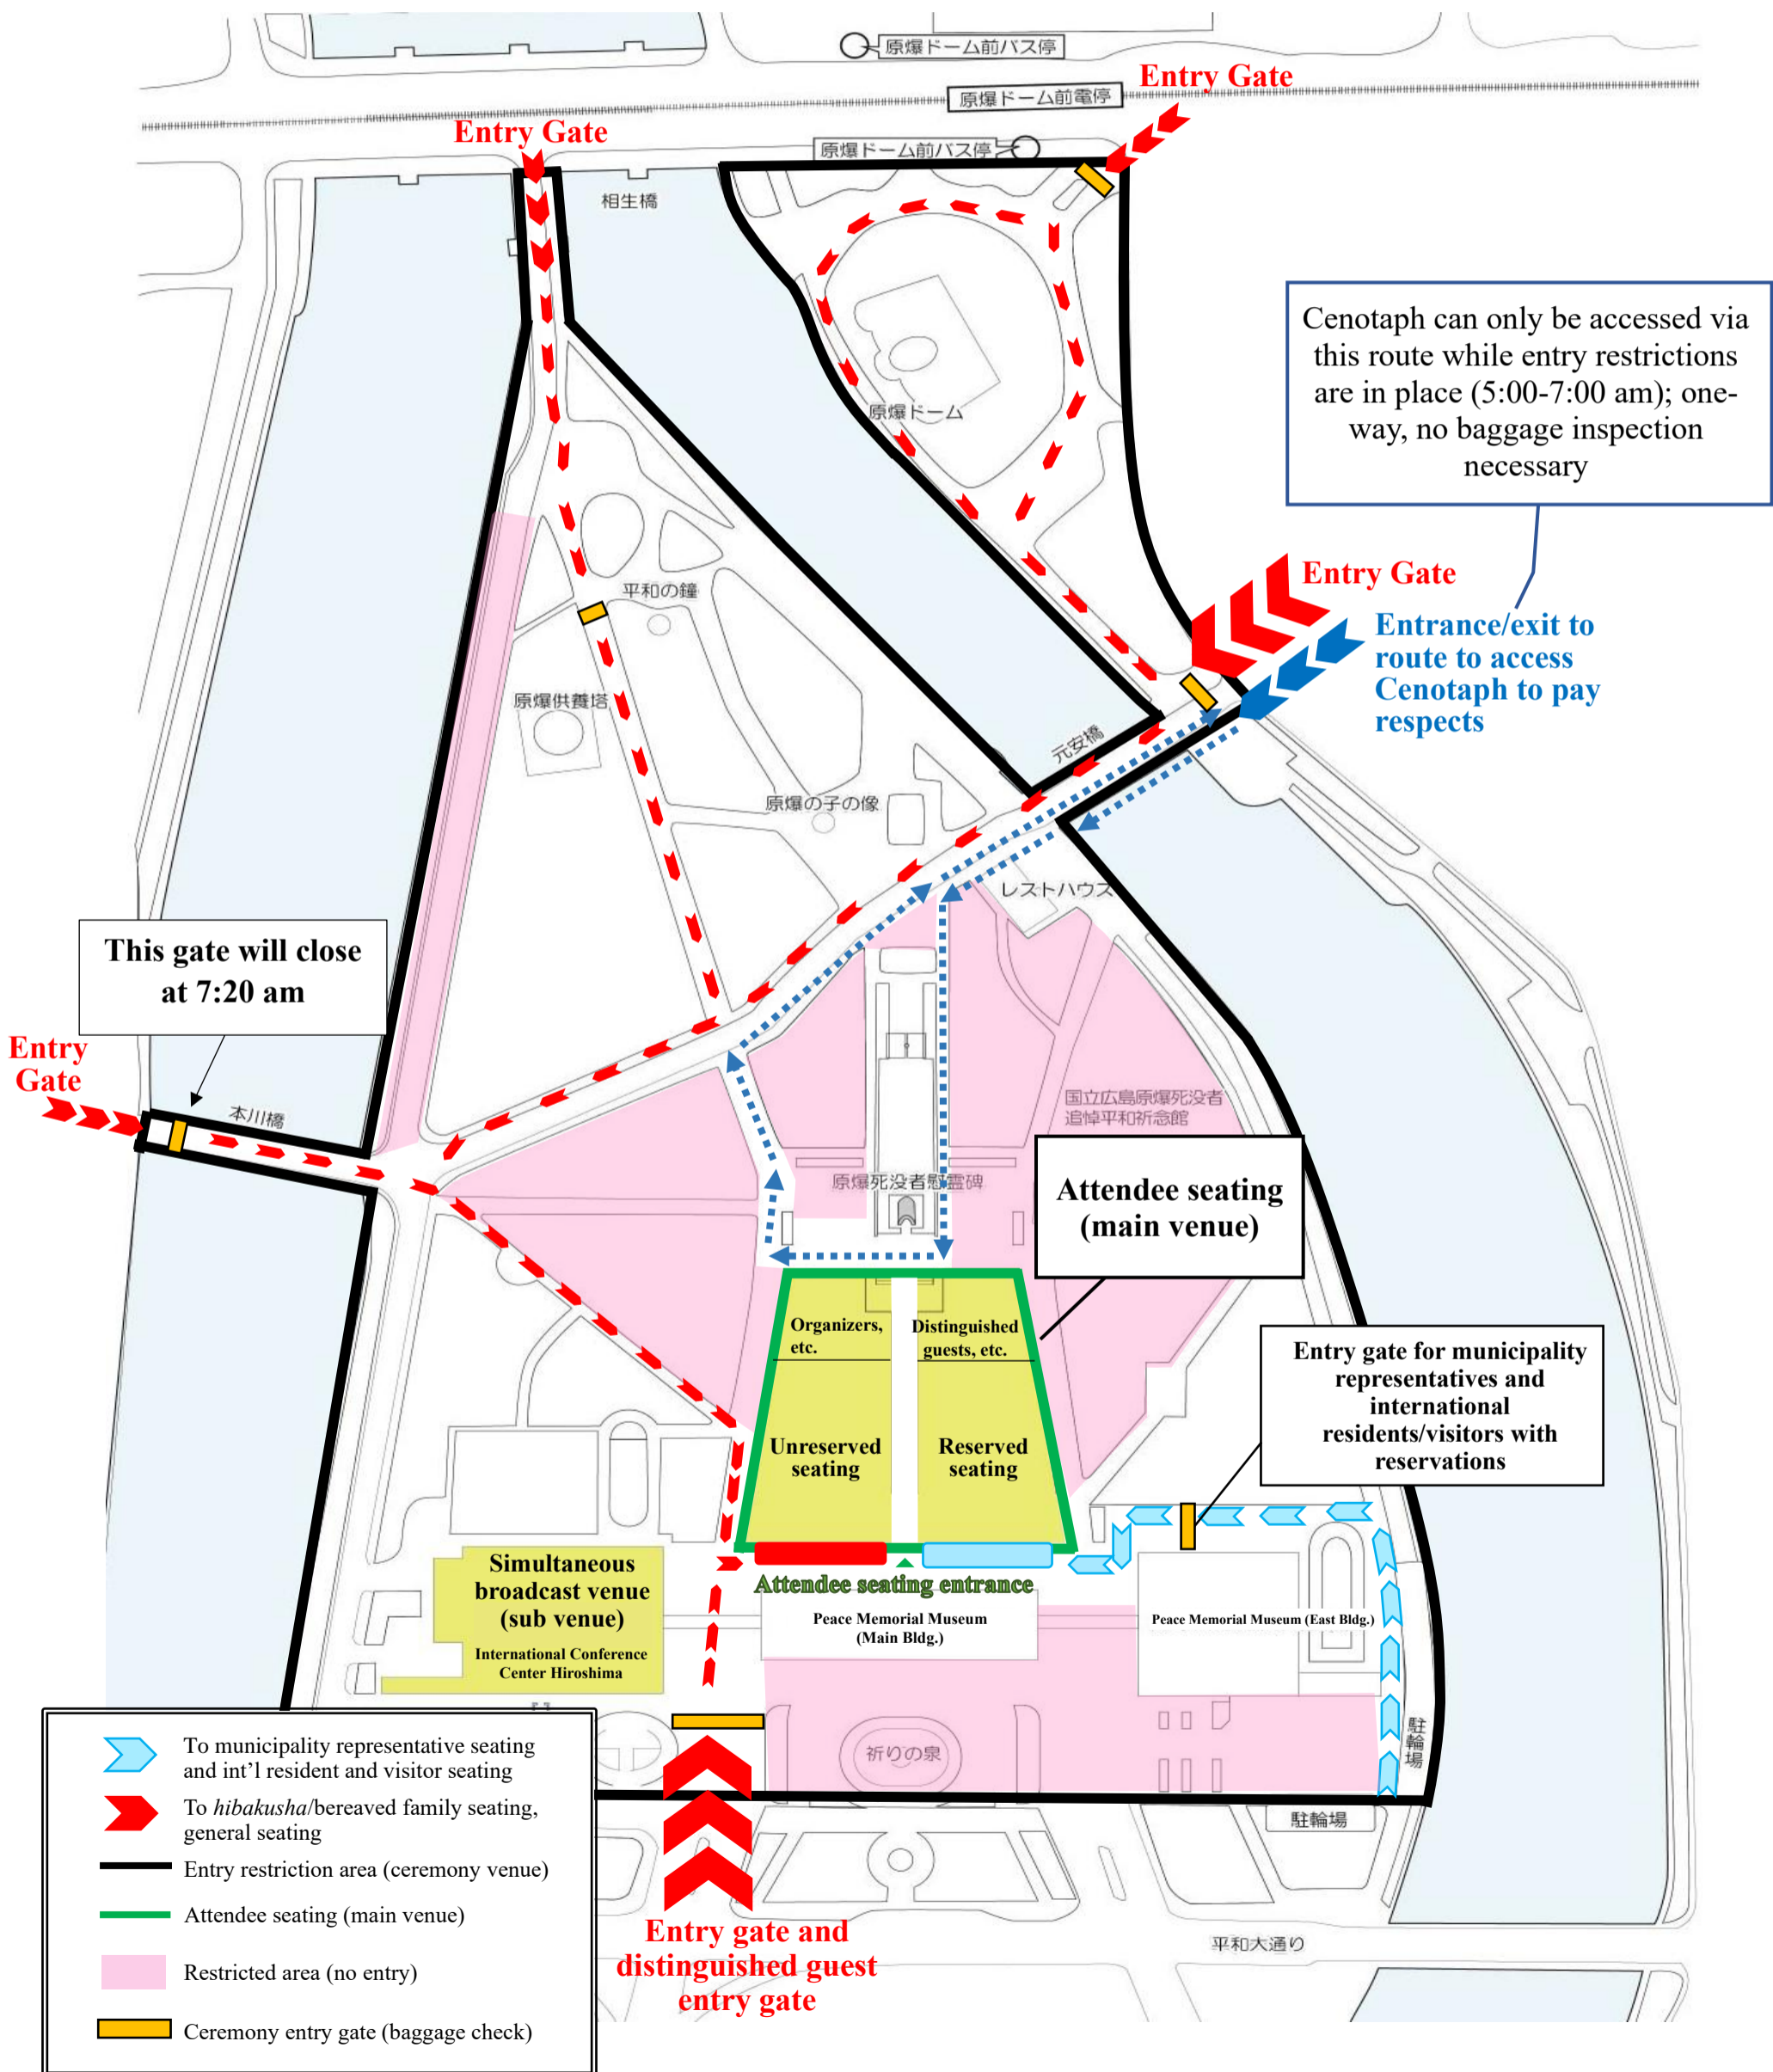 原爆ドーム前バス停
Entry Gate
原爆ドーム前電停
Entry Gate
原爆ドーム前バス停
相生橋
Cenotaph can only be accessed via
this route while entry restrictions
are in place (5:00-7:00 am); one-
way, no baggage inspection
necessary
原爆ドーム
Entry Gate
平和の鐘
Entrance/exit to
route to access
Cenotaph to pay
respects
原爆供養塔
元安橋
原爆の子の像
レストハウス
This gate will close
at 7:20 am
Entry
Gate
本川橋
国立広島原爆死没者
追悼平和祈念館
原爆死没者慰霊碑
Attendee seating
(main venue)
Organizers,
etc.
Distinguished
guests, etc.
Entry gate for municipality
representatives and
international
residents/visitors with
reservations
Unreserved
seating
Reserved
seating
Simultaneous
broadcast venue
(sub venue)
International Conference
Center Hiroshima
Attendee seating entrance
Peace Memorial Museum
(Main Bldg.)
Peace Memorial Museum (East Bldg.)
祈りの泉
駐輪場
駐輪場
To municipality representative seating
and int'l resident and visitor seating
To hibakusha/bereaved family seating,
general seating
Entry restriction area (ceremony venue)
Attendee seating (main venue)
Restricted area (no entry)
Ceremony entry gate (baggage check)
Entry gate and
distinguished guest
entry gate
平和大通り